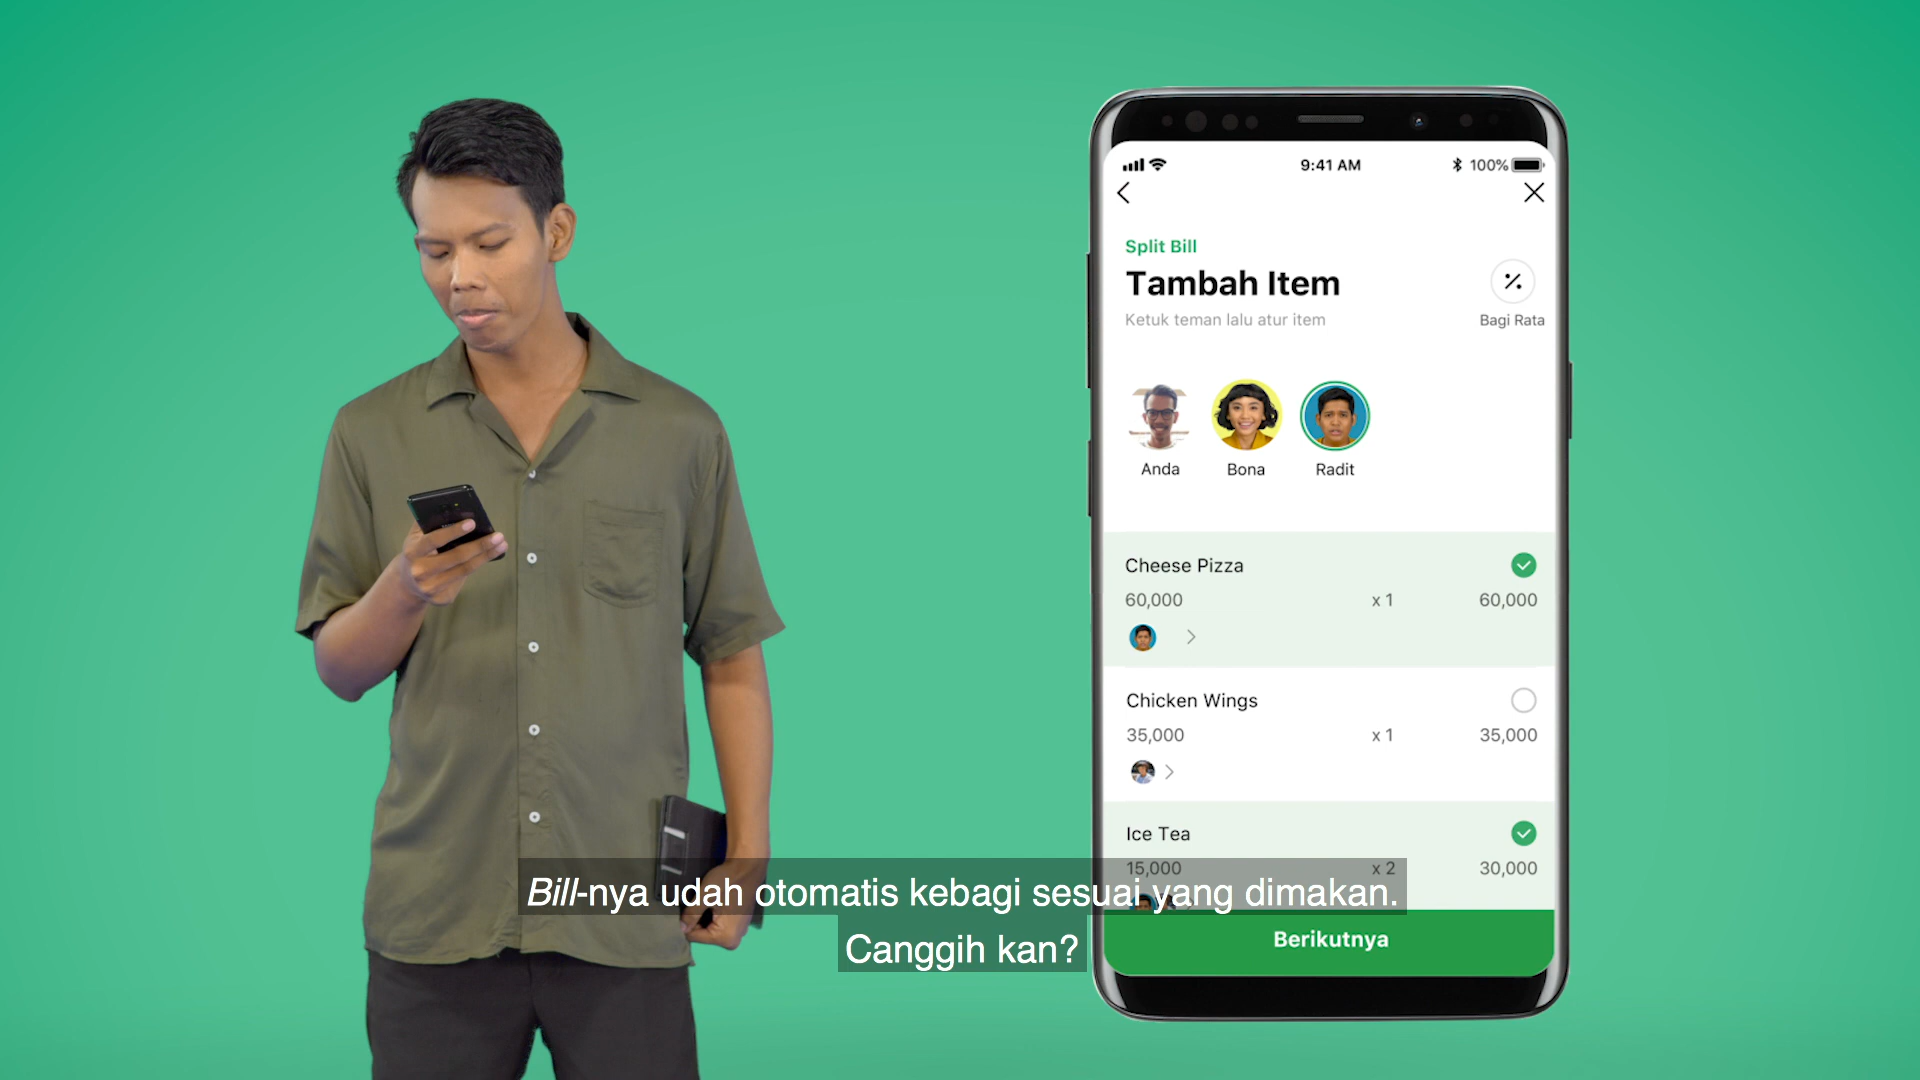 9:41 AM
100%
Split Bill
Tambah Item
Ketuk teman lalu atur item
Bagi Rata
Anda
Bona
Radit
Cheese Pizza
60,000 x 1 60,000
Chicken Wings
35,000 x 1 35,000
Ice Tea
15,000 x 2 30,000
Bill-nya udah otomatis kebagi sesuai yang dimakan.
Canggih kan?
Berikutnya